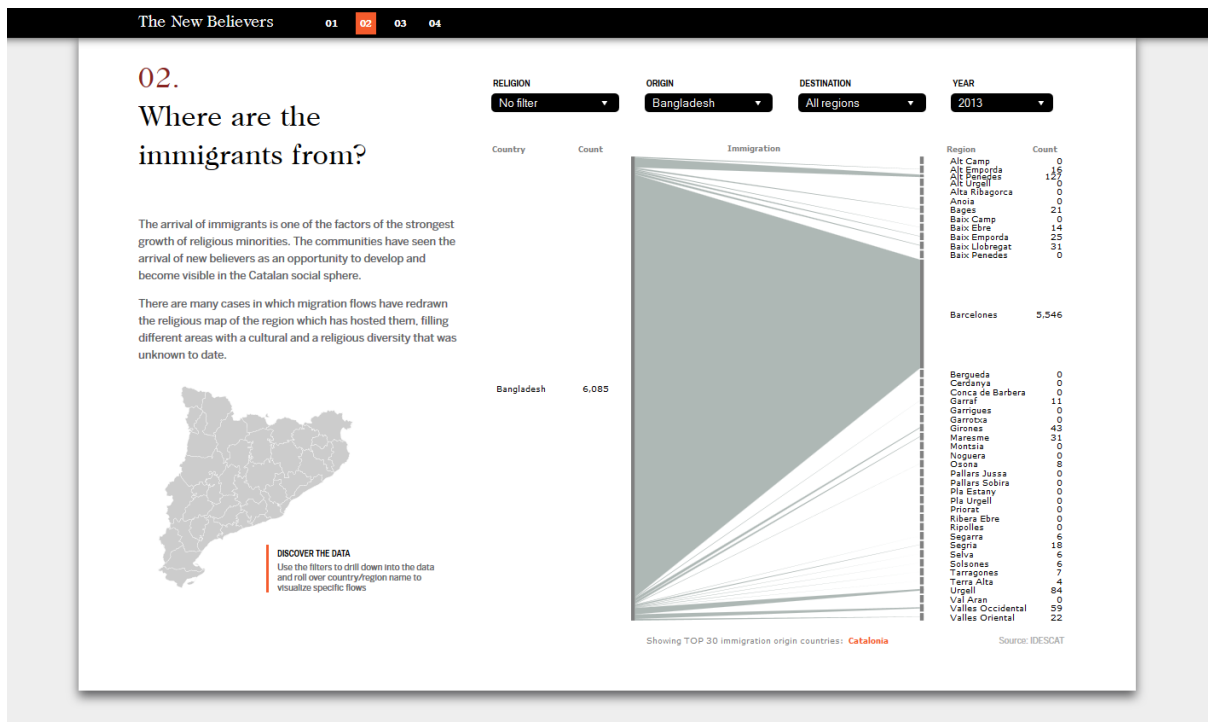 The New Believers 01 02 03 04
02.
Where are the
immigrants from?
The arrival of immigrants is one of the factors of the strongest
growth of religious minorities. The communities have seen the
arrival of new believers as an opportunity to develop and
become visible in the Catalan social sphere.
There are many cases in which migration flows have redrawn
the religious map of the region which has hosted them, filling
different areas with a cultural and a religious diversity that was
unknown to date.
DISCOVER THE DATA
Use the filters to drill down into the data
and roll over country/region name to
visualize specific flows
RELIGION ORIGIN DESTINATION YEAR
No filter Bangladesh All regions 2013
Country Count Immigration Region Count
Bangladesh 6,085
Alt Camp 0
Alt Emporda 16
Alt Penedes 127
Alt Urgell 0
Alta Ribagorca 0
Anoia 0
Bages 21
Baix Camp 0
Baix Ebre 14
Baix Emporda 25
Baix Llobregat 31
Baix Penedes 0
Barcelones 5,546
Bergueda 0
Cerdanya 0
Conca de Barbera 0
Garraf 11
Garrigues 0
Garrotxa 0
Girones 43
Maresme 31
Montsia 0
Noguera 0
Osona 8
Pallars Jussa 0
Pallars Sobira 0
Pla Estany 0
Pla Urgell 0
Priorat 0
Ribera Ebre 0
Ripolles 0
Segarra 6
Segria 18
Selva 6
Solsones 6
Tarragones 7
Terra Alta 4
Urgell 84
Val Aran 0
Valles Occidental 59
Valles Oriental 22
Showing TOP 30 immigration origin countries: Catalonia
Source: IDESCAT